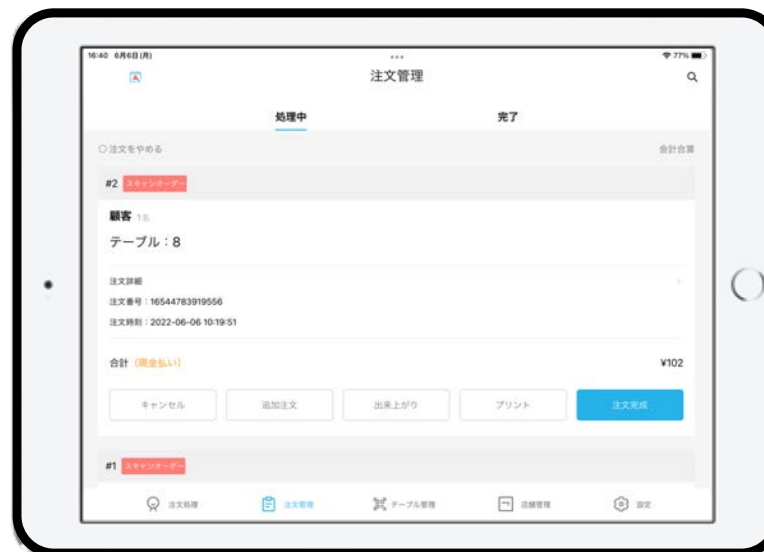 16:40 6月6日(月) 77%
注文管理
処理中 完了
注文をやめる 会計合算
#2 スキャンオーダー
顧客 1名
テーブル：8
注文詳細
注文番号：16544783919556
注文時刻：2022-06-06 10:19:51
合計（現金払い） ¥102
キャンセル 追加注文 出来上がり プリント 注文完成
#1 スキャンオーダー
注文処理 注文管理 テーブル管理 店舗管理 設定